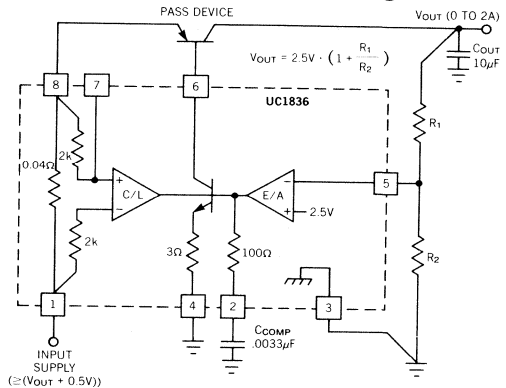 PASS DEVICE
VOUT (0 TO 2A)
COUT
10µF
VOUT = 2.5V · (1 + R1/R2)
8
7
6
UC1836
R1
0.04Ω
2k
+
C/L
−
E/A
−
+
2.5V
5
2k
3Ω
100Ω
R2
1
4
2
3
CCOMP
.0033µF
INPUT
SUPPLY
(≥(VOUT + 0.5V))